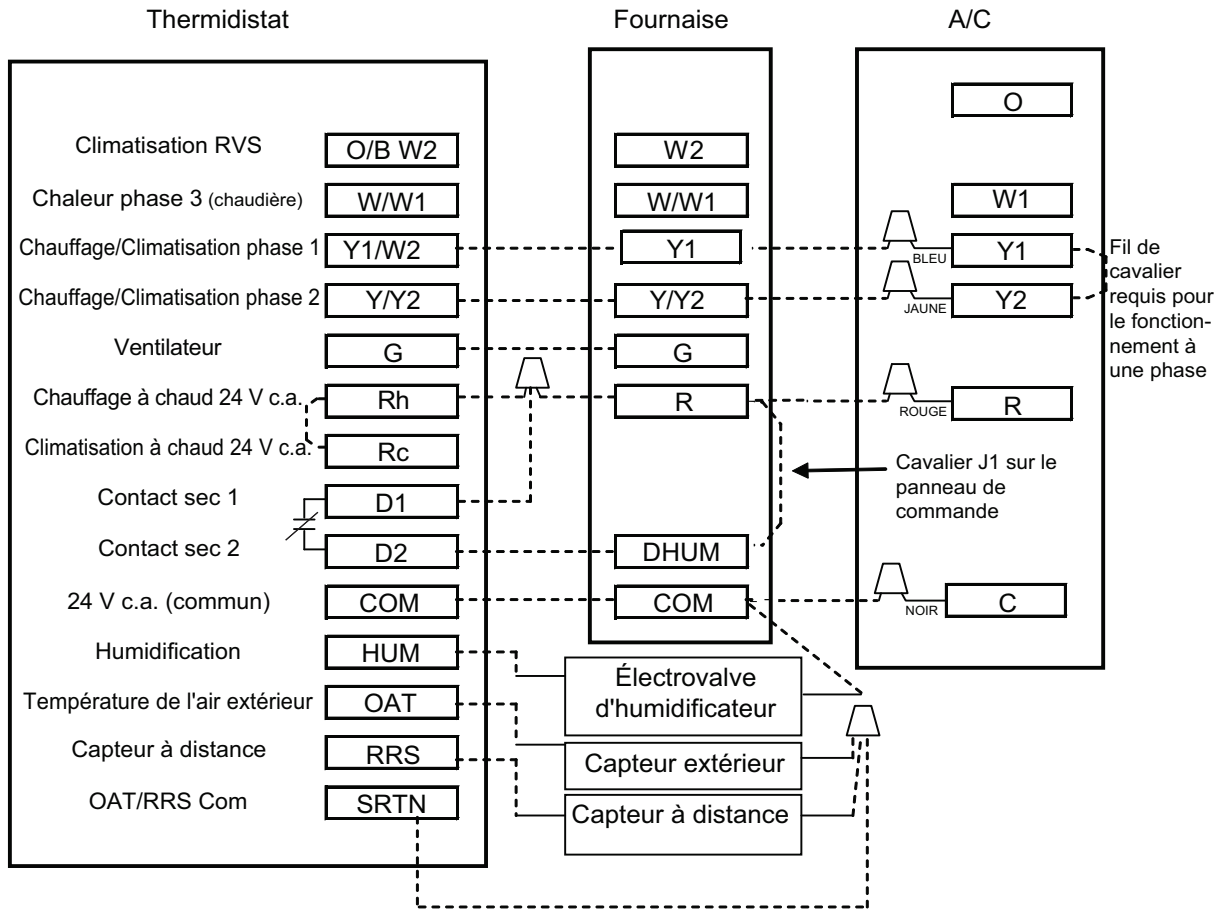 Thermidistat
Fournaise
A/C
O
Climatisation RVS
O/B W2
W2
Chaleur phase 3 (chaudière)
W/W1
W/W1
W1
Chauffage/Climatisation phase 1
Y1/W2
Y1
BLEU
Y1
Chauffage/Climatisation phase 2
Y/Y2
Y/Y2
JAUNE
Y2
Fil de
cavalier
requis pour
le fonction-
nement à
une phase
Ventilateur
G
G
Chauffage à chaud 24 V c.a.
Rh
R
ROUGE
R
Climatisation à chaud 24 V c.a.
Rc
Cavalier J1 sur le
panneau de
commande
Contact sec 1
D1
Contact sec 2
D2
DHUM
24 V c.a. (commun)
COM
COM
NOIR
C
Humidification
HUM
Électrovalve
d'humidificateur
Température de l'air extérieur
OAT
Capteur extérieur
Capteur à distance
RRS
Capteur à distance
OAT/RRS Com
SRTN